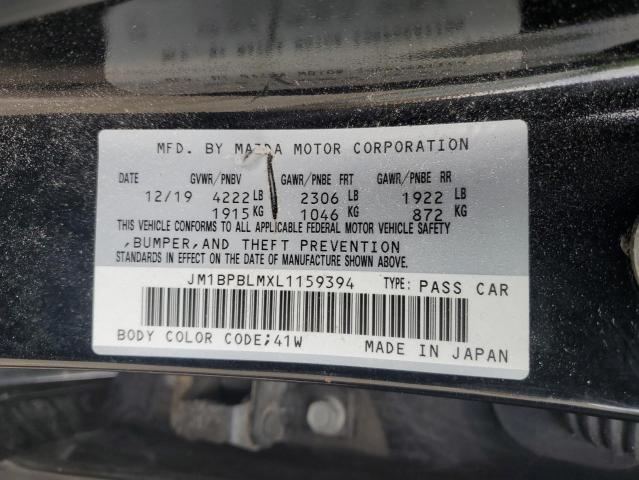 MFD. BY MAZDA MOTOR CORPORATION
DATE GVWR/PNBV GAWR/PNBE FRT GAWR/PNBE RR
12/19 4222 LB 2306 LB 1922 LB
1915 KG 1046 KG 872 KG
THIS VEHICLE CONFORMS TO ALL APPLICABLE FEDERAL MOTOR VEHICLE SAFETY
,BUMPER,AND THEFT PREVENTION
STANDARDS IN EFFECT ON THE DATE OF MANUFACTURE SHOWN ABOVE.
JM1BPBLMXL1159394 TYPE: PASS CAR
BODY COLOR CODE;41W MADE IN JAPAN